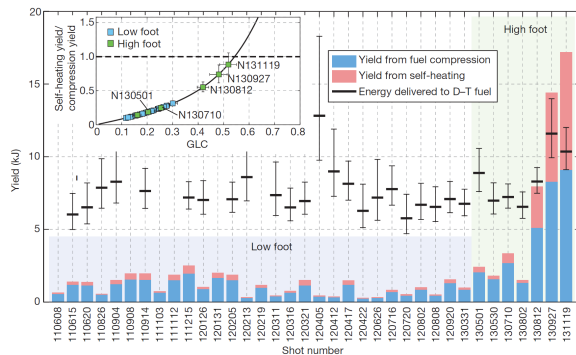 Self-heating yield/
compression yield
1.5
1.0
0.5
0
0 0.1 0.2 0.3 0.4 0.5 0.6 0.7 0.8
GLC
Low foot
High foot
N131119
N130927
N130812
N130501
N130710
High foot
Yield from fuel compression
Yield from self-heating
Energy delivered to D–T fuel
Yield (kJ)
20
15
10
5
0
Low foot
110608 110615 110620 110826 110904 110908 110914 111103 111112 111215 120126 120131 120205 122213 122219 120311 120316 120321 120405 120412 120417 120422 120626 120716 120720 120802 120808 120920 130331 130501 130530 130710 130802 130812 130927 131119
Shot number